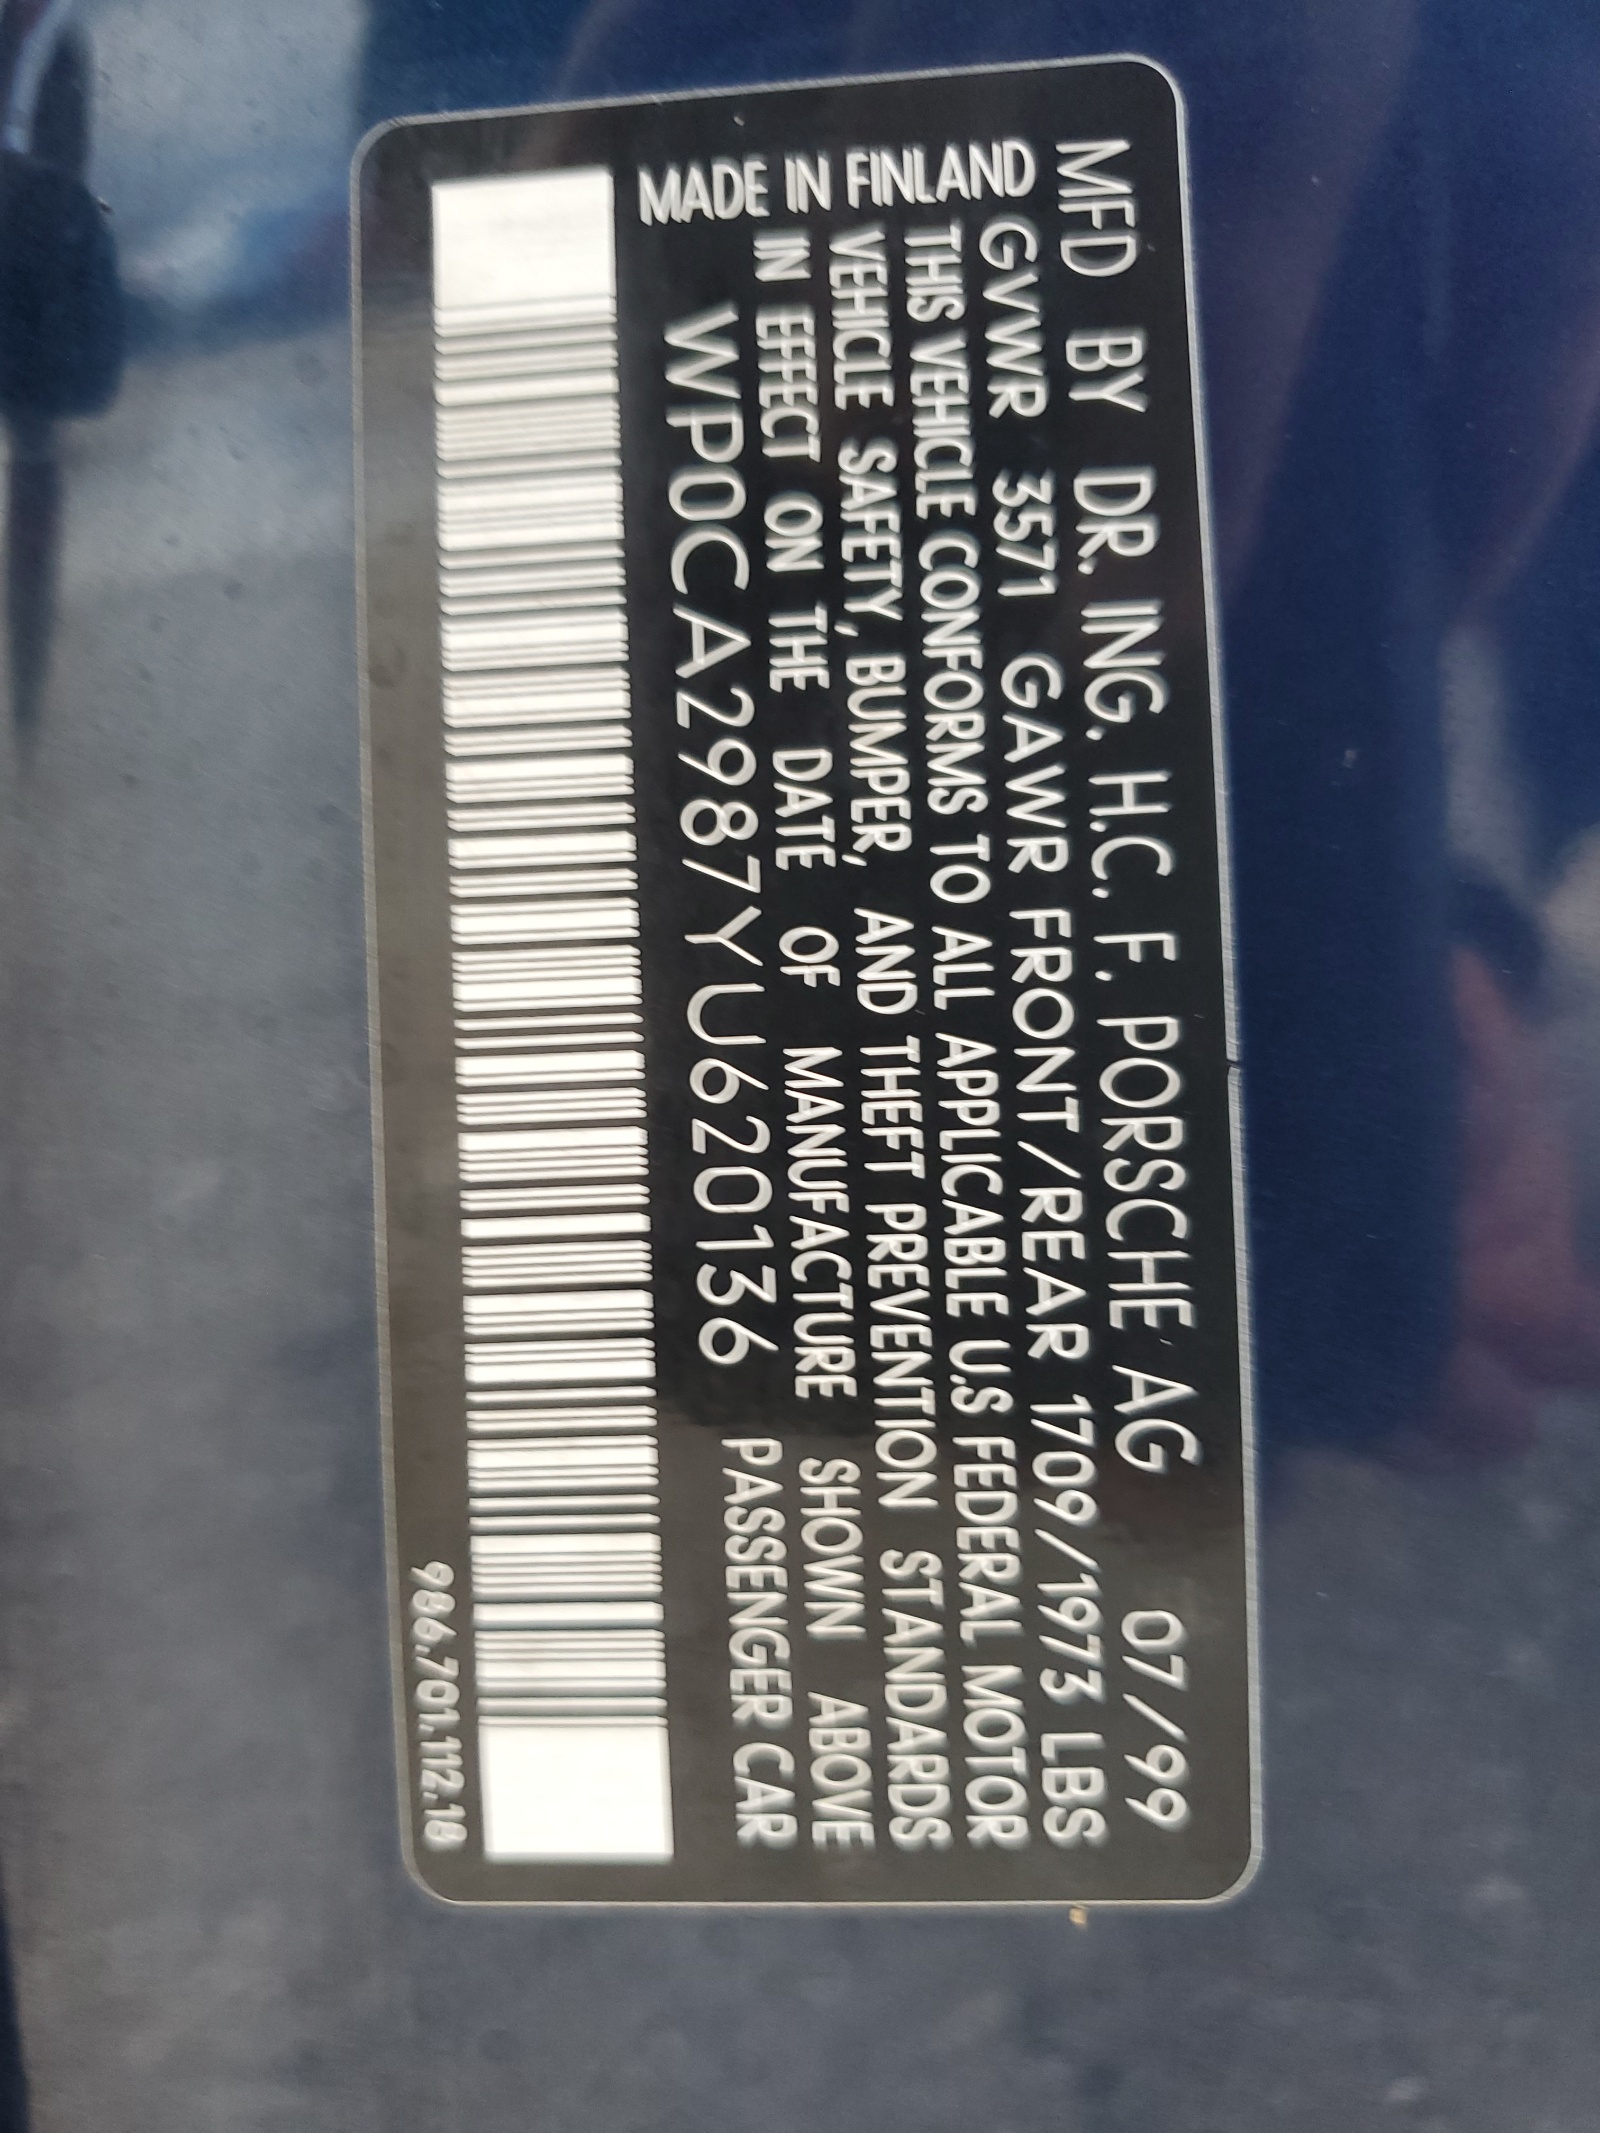 MFD BY DR. ING. H.C. F. PORSCHE AG 07/99
GVWR 3571 GAWR FRONT/REAR 1709/1973 LBS
THIS VEHICLE CONFORMS TO ALL APPLICABLE U.S FEDERAL MOTOR
VEHICLE SAFETY, BUMPER, AND THEFT PREVENTION STANDARDS
IN EFFECT ON THE DATE OF MANUFACTURE SHOWN ABOVE
WP0CA2987YU620136 PASSENGER CAR
MADE IN FINLAND
986.701.112.18